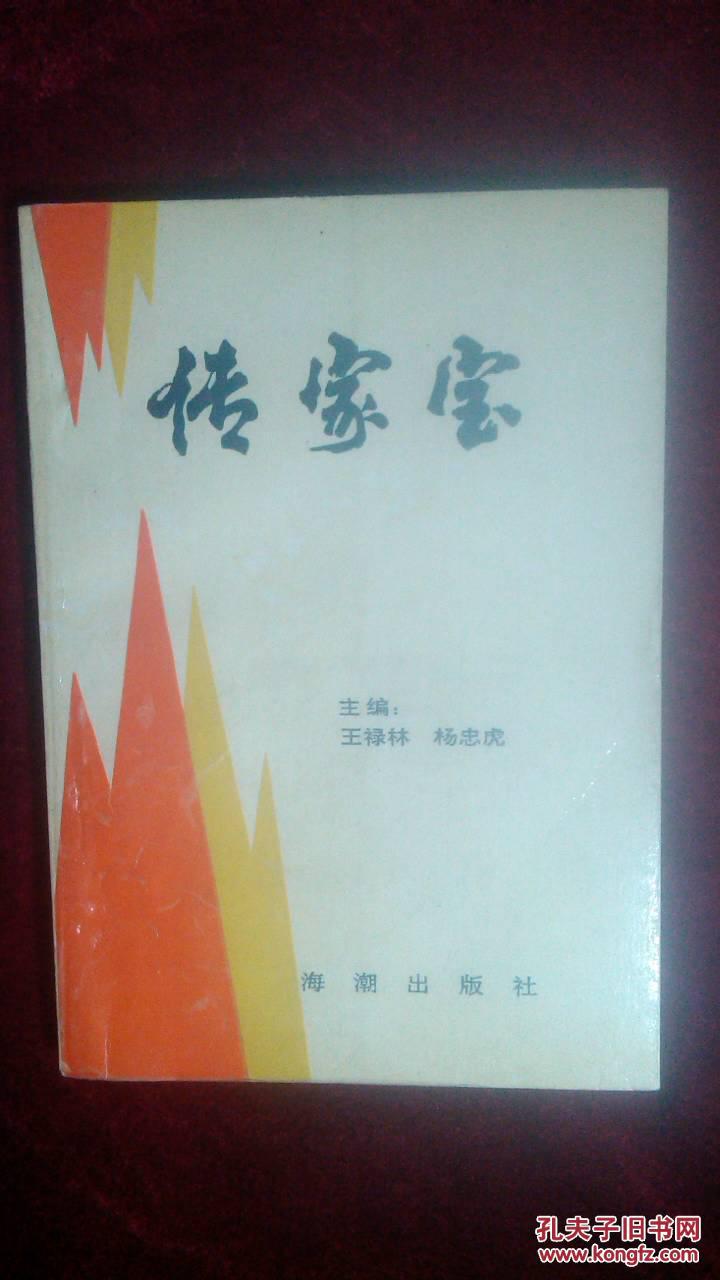 传家宝
主编：
王禄林 杨忠虎
海潮出版社
孔夫子旧书网
www.kongfz.com